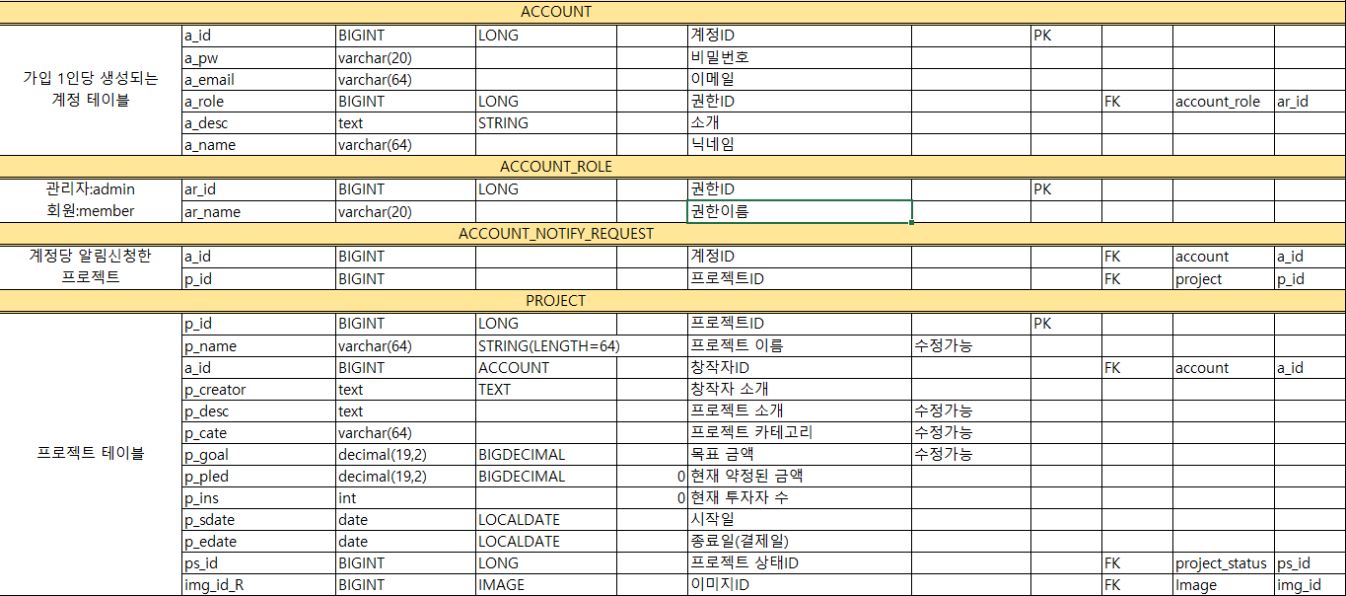 ACCOUNT
가입 1인당 생성되는
계정 테이블
a_id BIGINT LONG 계정ID PK
a_pw varchar(20) 비밀번호
a_email varchar(64) 이메일
a_role BIGINT LONG 권한ID FK account_role ar_id
a_desc text STRING 소개
a_name varchar(64) 닉네임
ACCOUNT_ROLE
관리자:admin
회원:member
ar_id BIGINT LONG 권한ID PK
ar_name varchar(20) 권한이름
ACCOUNT_NOTIFY_REQUEST
계정당 알림신청한
프로젝트
a_id BIGINT 계정ID FK account a_id
p_id BIGINT 프로젝트ID FK project p_id
PROJECT
프로젝트 테이블
p_id BIGINT LONG 프로젝트ID PK
p_name varchar(64) STRING(LENGTH=64) 프로젝트 이름 수정가능
a_id BIGINT ACCOUNT 창작자ID FK account a_id
p_creator text TEXT 창작자 소개
p_desc text 프로젝트 소개 수정가능
p_cate varchar(64) 프로젝트 카테고리 수정가능
p_goal decimal(19,2) BIGDECIMAL 목표 금액 수정가능
p_pled decimal(19,2) BIGDECIMAL 0 현재 약정된 금액
p_ins int 0 현재 투자자 수
p_sdate date LOCALDATE 시작일
p_edate date LOCALDATE 종료일(결제일)
ps_id BIGINT LONG 프로젝트 상태ID FK project_status ps_id
img_id_R BIGINT IMAGE 이미지ID FK Image img_id